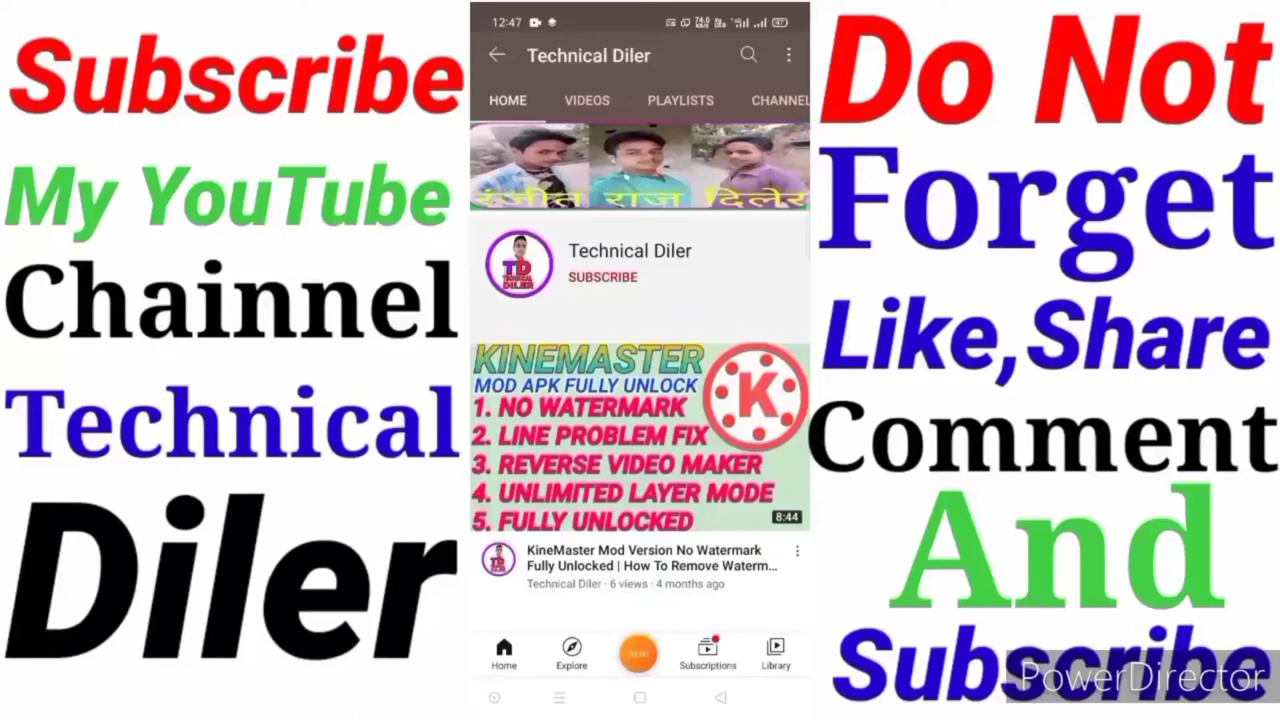 Subscribe
My YouTube
Chainnel
Technical
Diler
12:47
Technical Diler
HOME VIDEOS PLAYLISTS CHANNEL
रंजीत राज दिलेर
TD
TECHNICAL
DILER
Technical Diler
SUBSCRIBE
KINEMASTER
MOD APK FULLY UNLOCK
K
1. NO WATERMARK
2. LINE PROBLEM FIX
3. REVERSE VIDEO MAKER
4. UNLIMITED LAYER MODE
5. FULLY UNLOCKED
8:44
KineMaster Mod Version No Watermark
Fully Unlocked | How To Remove Waterm...
Technical Diler · 6 views · 4 months ago
Home Explore Subscriptions Library
Do Not
Forget
Like,Share
Comment
And
Subscribe
PowerDirector